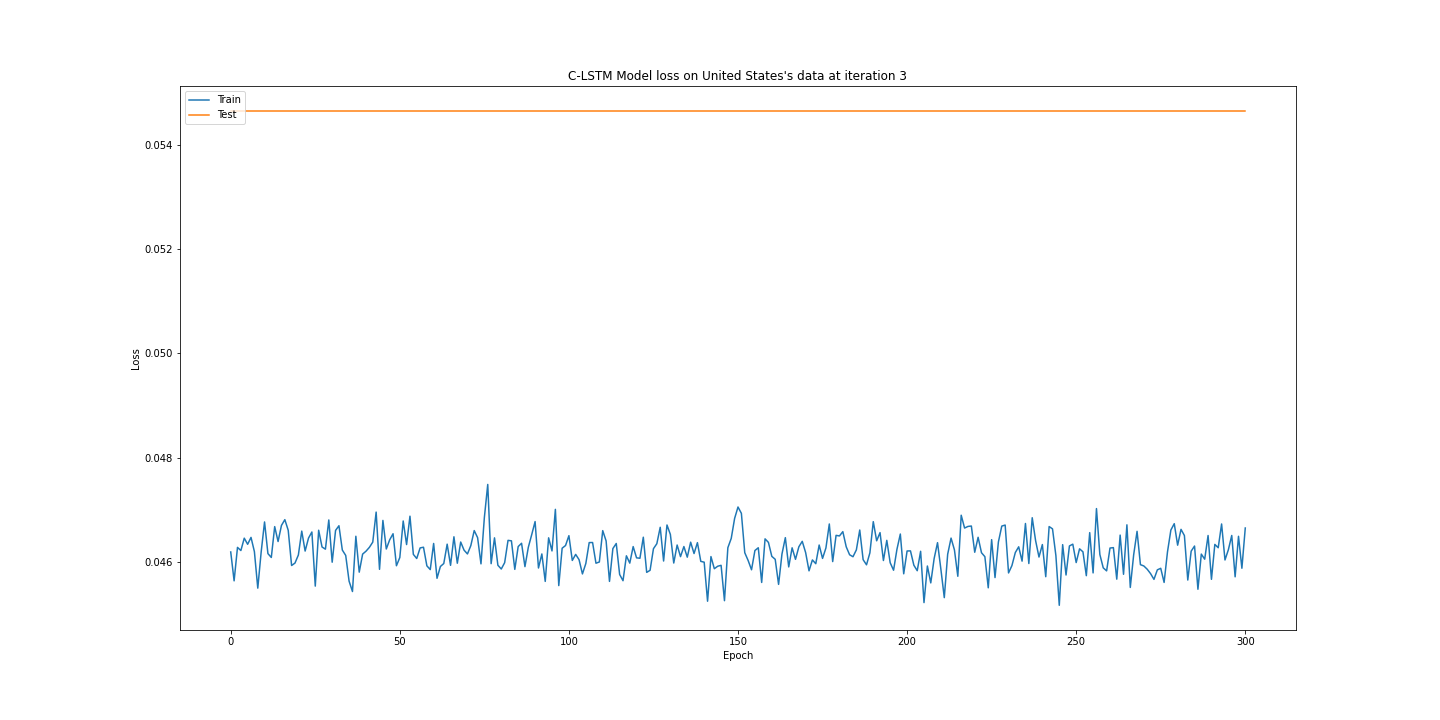 C-LSTM Model loss on United States's data at iteration 3
Train
Test
0.054
0.052
0.050
0.048
0.046
Loss
0 50 100 150 200 250 300
Epoch